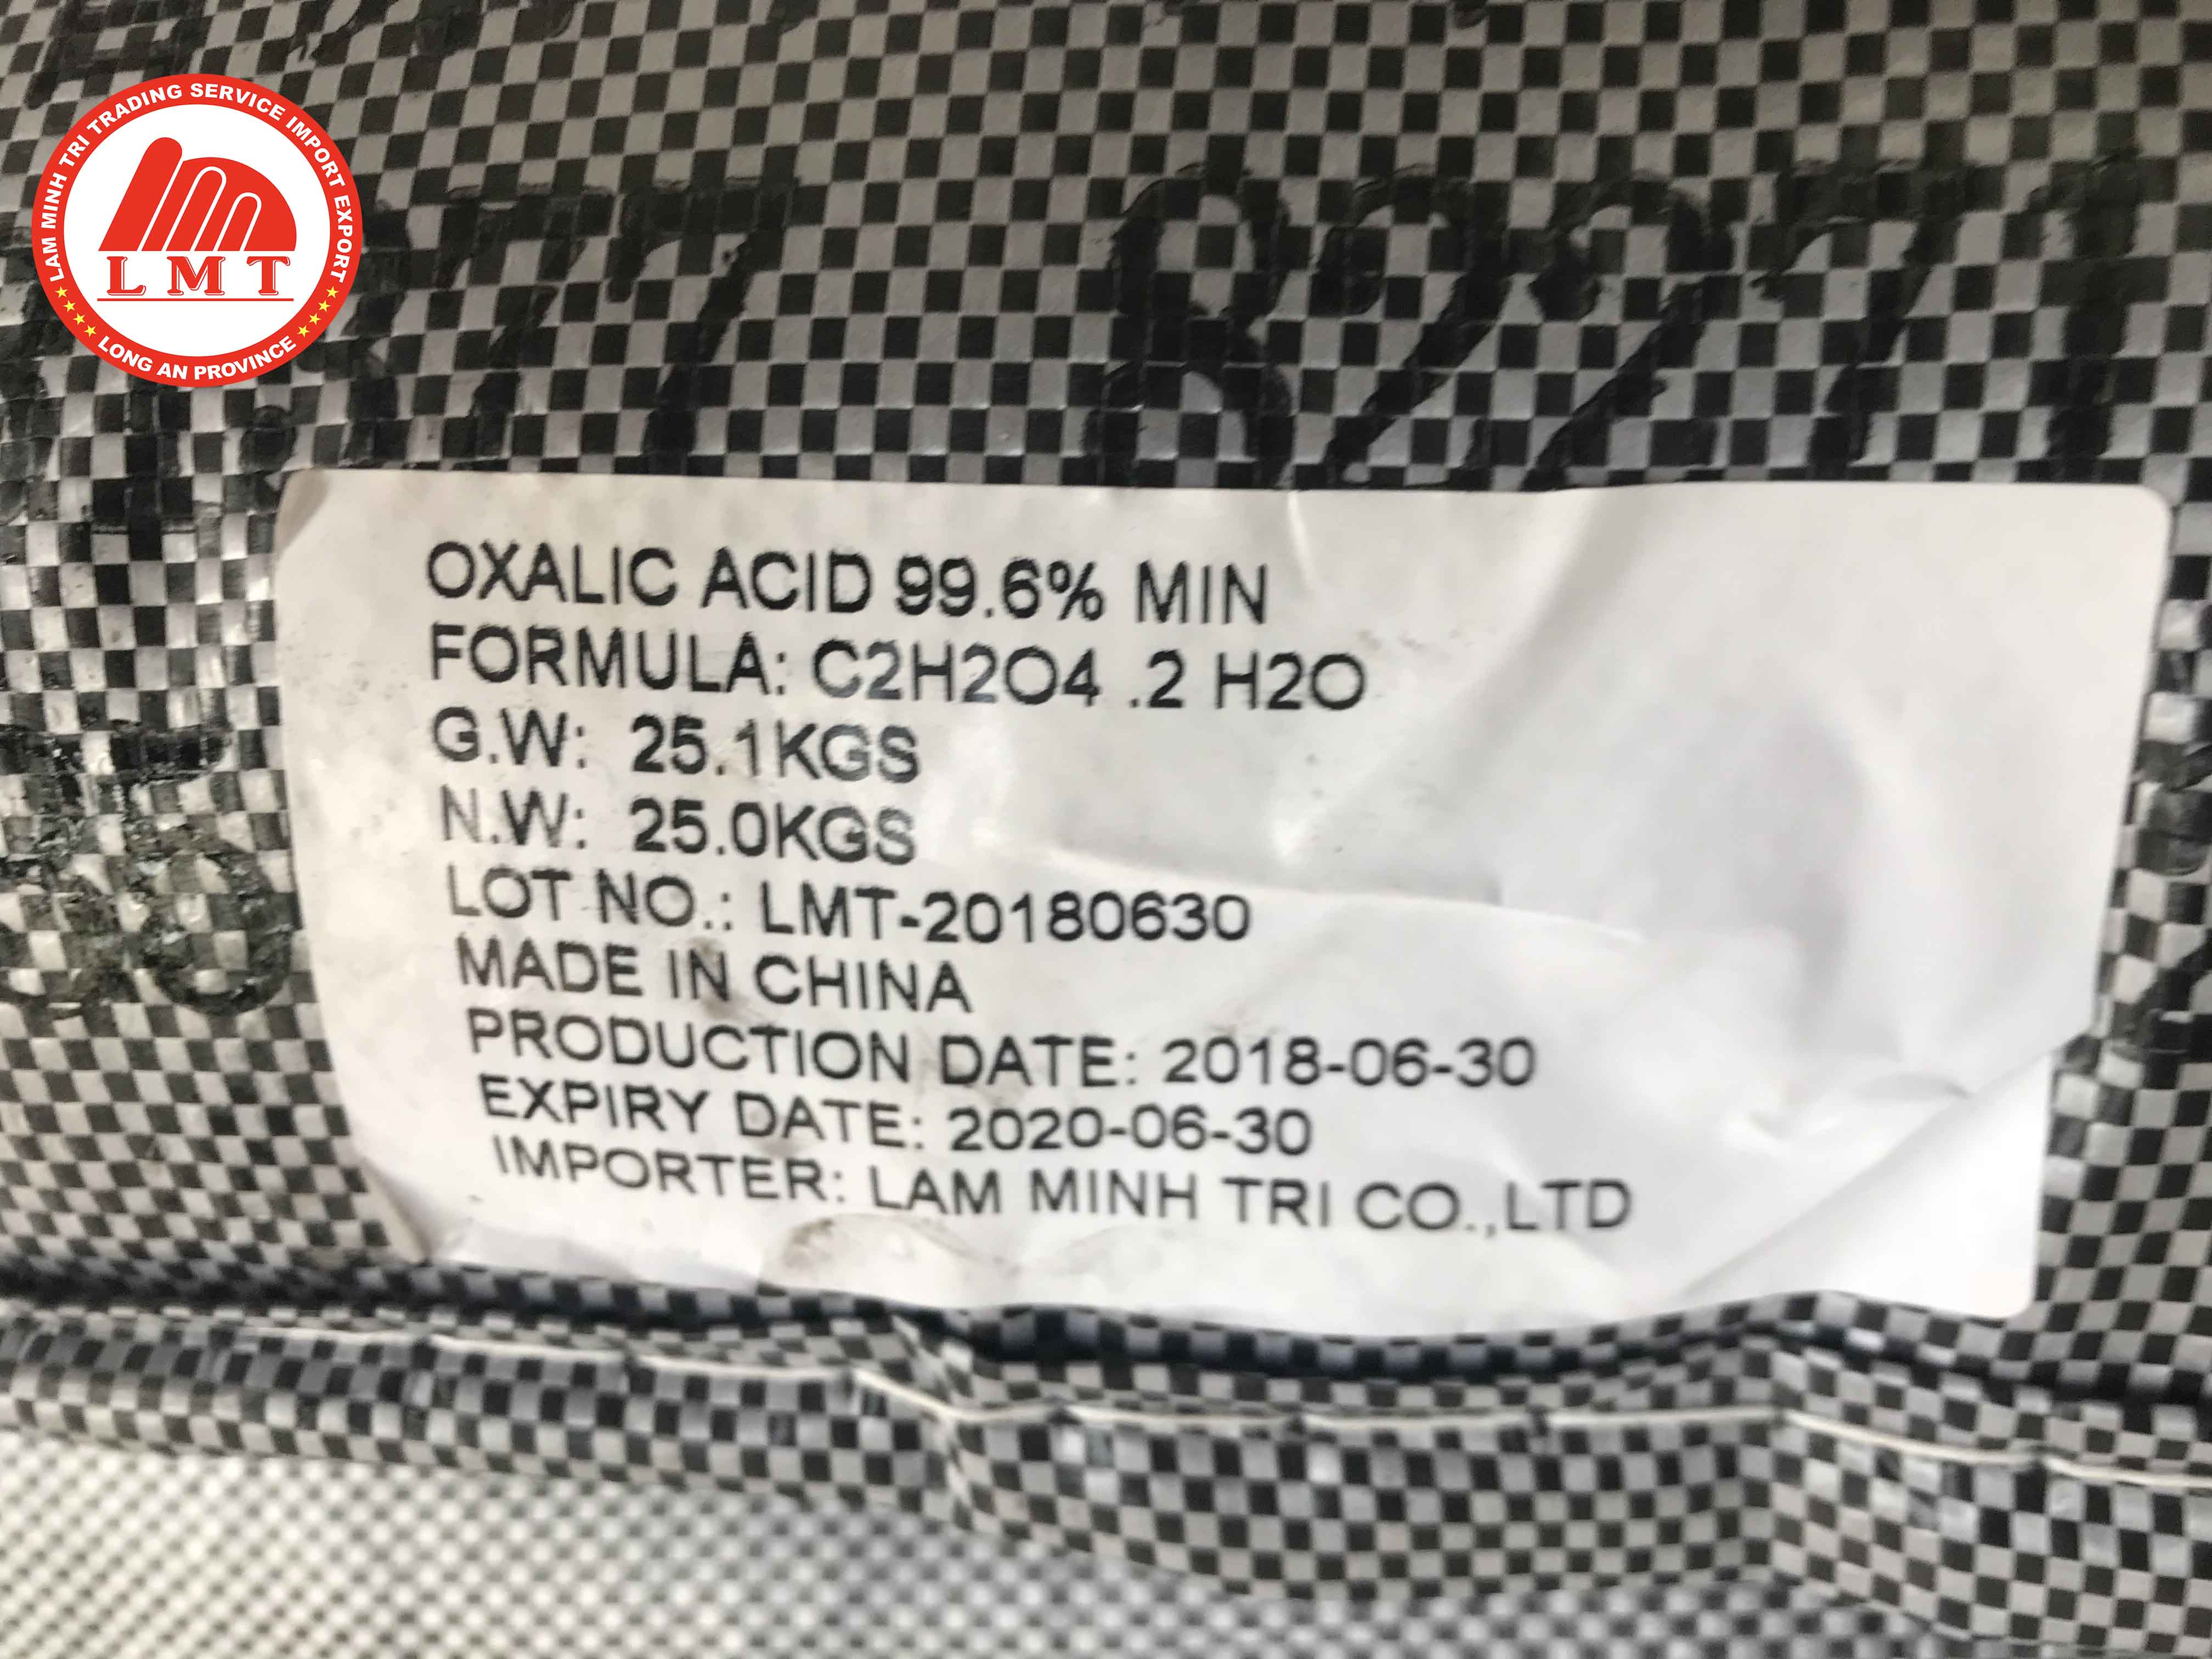 LAM MINH TRI TRADING SERVICE IMPORT EXPORT
LMT
LONG AN PROVINCE
OXALIC ACID 99.6% MIN
FORMULA: C2H2O4 .2 H2O
G.W: 25.1KGS
N.W: 25.0KGS
LOT NO.: LMT-20180630
MADE IN CHINA
PRODUCTION DATE: 2018-06-30
EXPIRY DATE: 2020-06-30
IMPORTER: LAM MINH TRI CO.,LTD